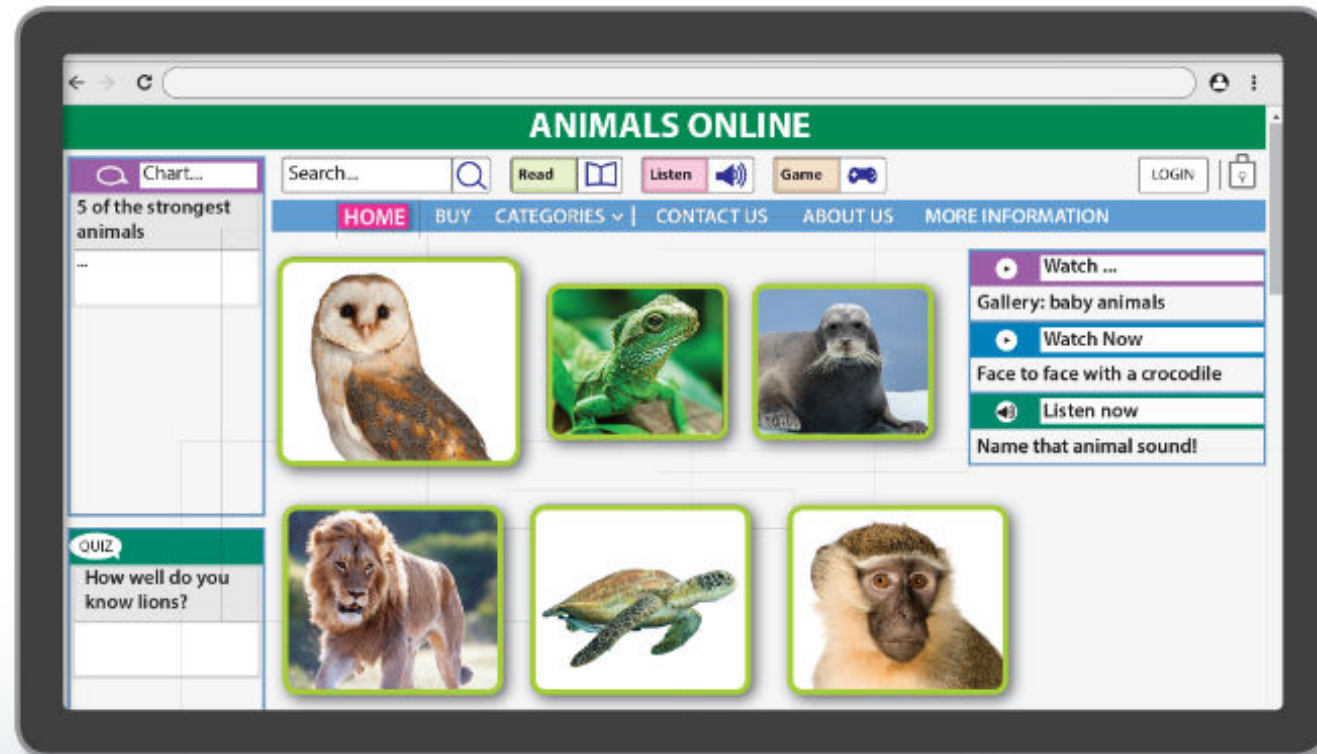 ANIMALS ONLINE
Chart...
5 of the strongest
animals
...
QUIZ
How well do you
know lions?
Search...
Read
Listen
Game
LOGIN
HOME BUY CATEGORIES CONTACT US ABOUT US MORE INFORMATION
Watch ...
Gallery: baby animals
Watch Now
Face to face with a crocodile
Listen now
Name that animal sound!